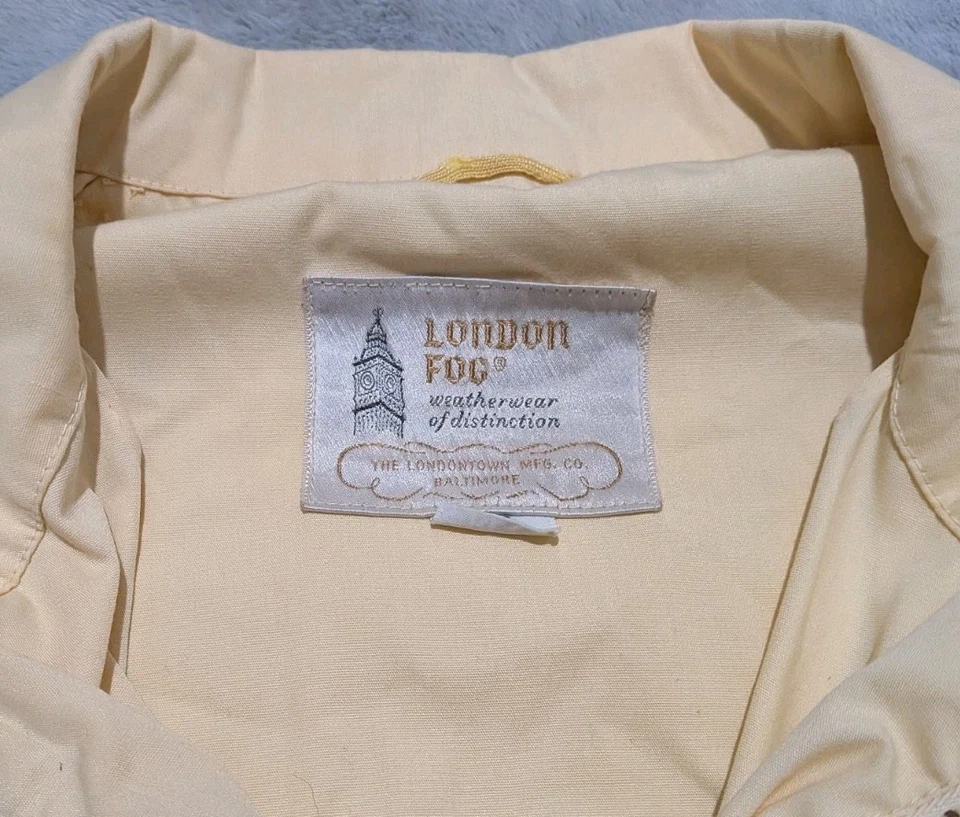 LONDON
FOG®
weatherwear
of distinction
THE LONDONTOWN MFG. CO.
BALTIMORE